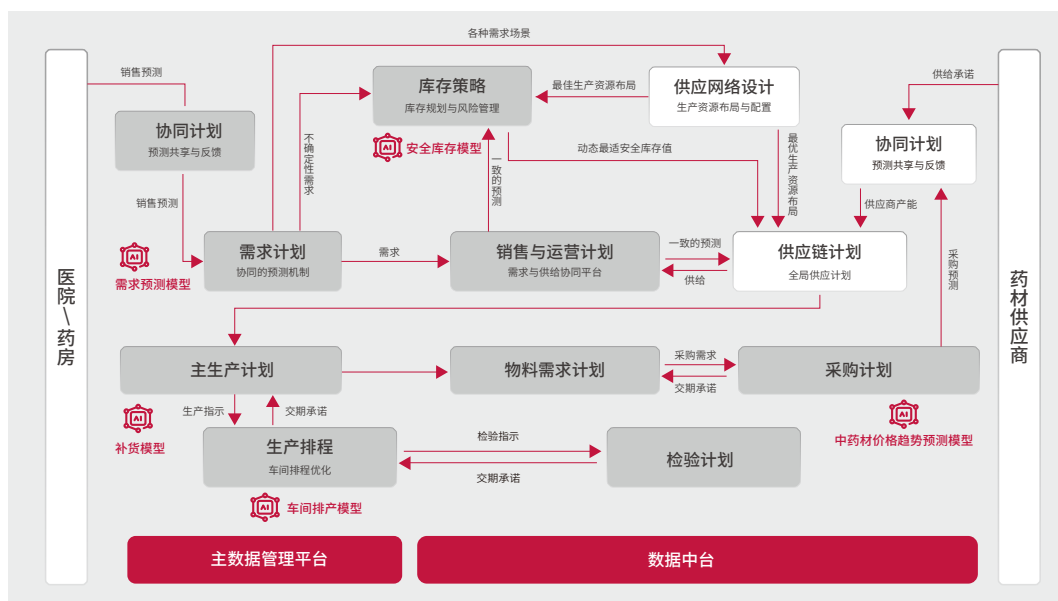 各种需求场景
医院\药房
销售预测
协同计划
预测共享与反馈
销售预测
库存策略
库存规划与风险管理
最佳生产资源布局
供应网络设计
生产资源布局与配置
供给承诺
协同计划
预测共享与反馈
药材供应商
不确定性需求
AI
安全库存模型
一致的预测
动态最适安全库存值
最优生产资源布局
供应商产能
AI
需求预测模型
需求计划
协同的预测机制
需求
销售与运营计划
需求与供给协同平台
一致的预测
供给
供应链计划
全局供应计划
采购预测
主生产计划
物料需求计划
采购需求
交期承诺
采购计划
AI
补货模型
生产指示
交期承诺
AI
中药材价格趋势预测模型
生产排程
车间排程优化
检验指示
交期承诺
检验计划
AI
车间排产模型
主数据管理平台
数据中台